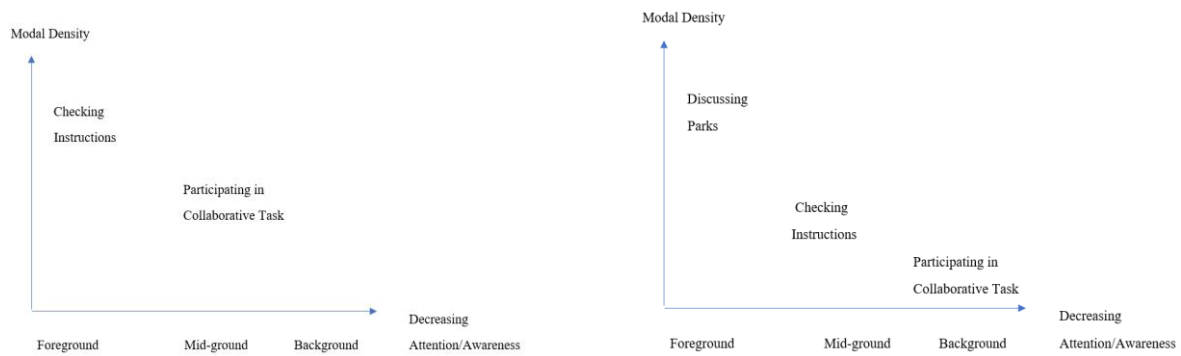 Modal Density
Checking
Instructions
Participating in
Collaborative Task
Decreasing
Foreground Mid-ground Background Attention/Awareness
Modal Density
Discussing
Parks
Checking
Instructions
Participating in
Collaborative Task
Decreasing
Foreground Mid-ground Background Attention/Awareness